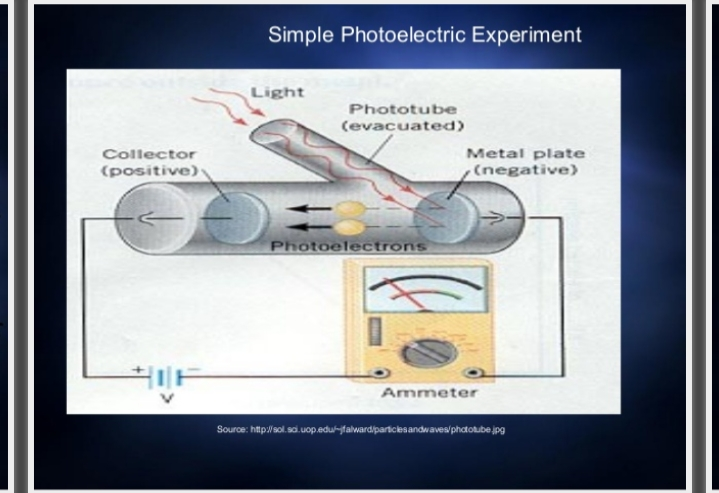 Simple Photoelectric Experiment
Light
Phototube
(evacuated)
Collector
(positive)
Metal plate
(negative)
Photoelectrons
+
−
V
Ammeter
Source: http://sol.sci.uop.edu/~jfalward/particlesandwaves/phototube.jpg